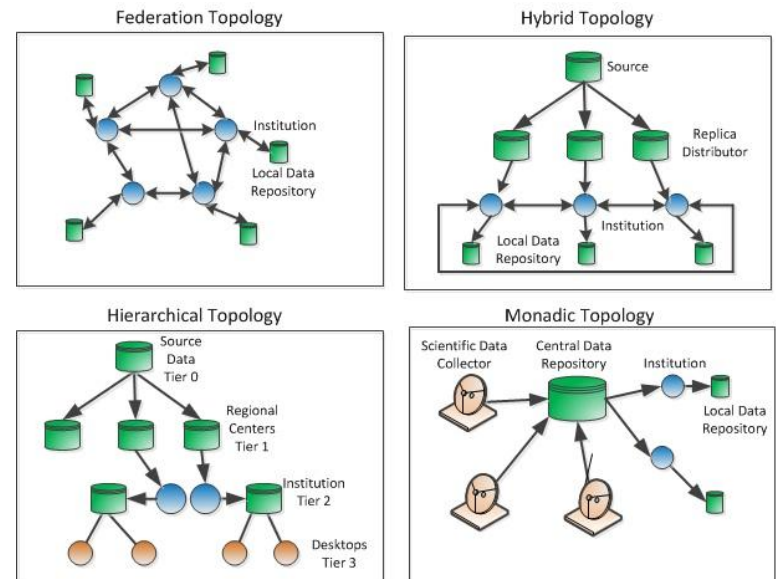 Federation Topology
Institution
Local Data
Repository
Hybrid Topology
Source
Replica
Distributor
Institution
Local Data
Repository
Hierarchical Topology
Source
Data
Tier 0
Regional
Centers
Tier 1
Institution
Tier 2
Desktops
Tier 3
Monadic Topology
Scientific Data
Collector
Central Data
Repository
Institution
Local Data
Repository